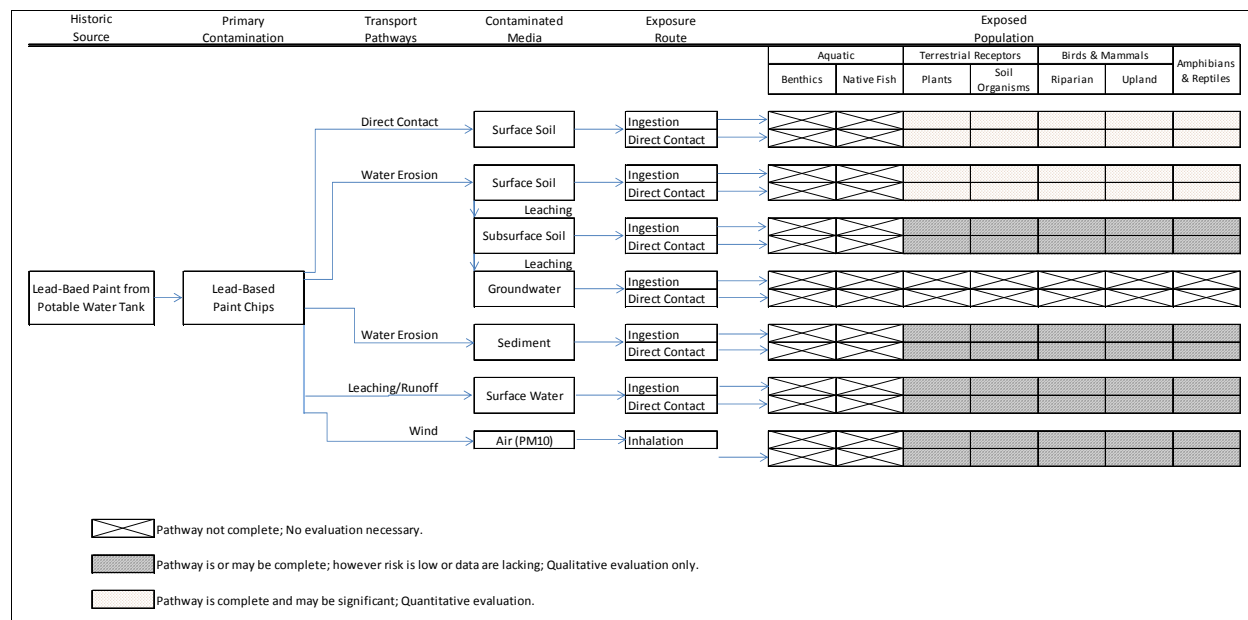 Historic Source
Primary Contamination
Transport Pathways
Contaminated Media
Exposure Route
Exposed Population
Aquatic
Terrestrial Receptors
Birds & Mammals
Amphibians & Reptiles
Benthics
Native Fish
Plants
Soil Organisms
Riparian
Upland
Direct Contact
Surface Soil
Ingestion
Direct Contact
Water Erosion
Surface Soil
Ingestion
Direct Contact
Leaching
Subsurface Soil
Ingestion
Direct Contact
Leaching
Lead-Baed Paint from Potable Water Tank
Lead-Based Paint Chips
Groundwater
Ingestion
Direct Contact
Water Erosion
Sediment
Ingestion
Direct Contact
Leaching/Runoff
Surface Water
Ingestion
Direct Contact
Wind
Air (PM10)
Inhalation
Pathway not complete; No evaluation necessary.
Pathway is or may be complete; however risk is low or data are lacking; Qualitative evaluation only.
Pathway is complete and may be significant; Quantitative evaluation.